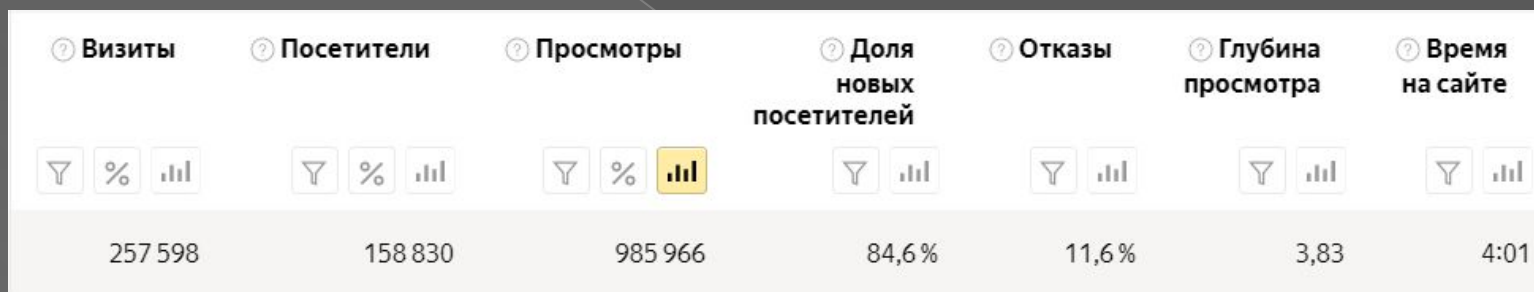 Визиты
Посетители
Просмотры
Доля
новых
посетителей
Отказы
Глубина
просмотра
Время
на сайте
257 598
158 830
985 966
84,6 %
11,6 %
3,83
4:01